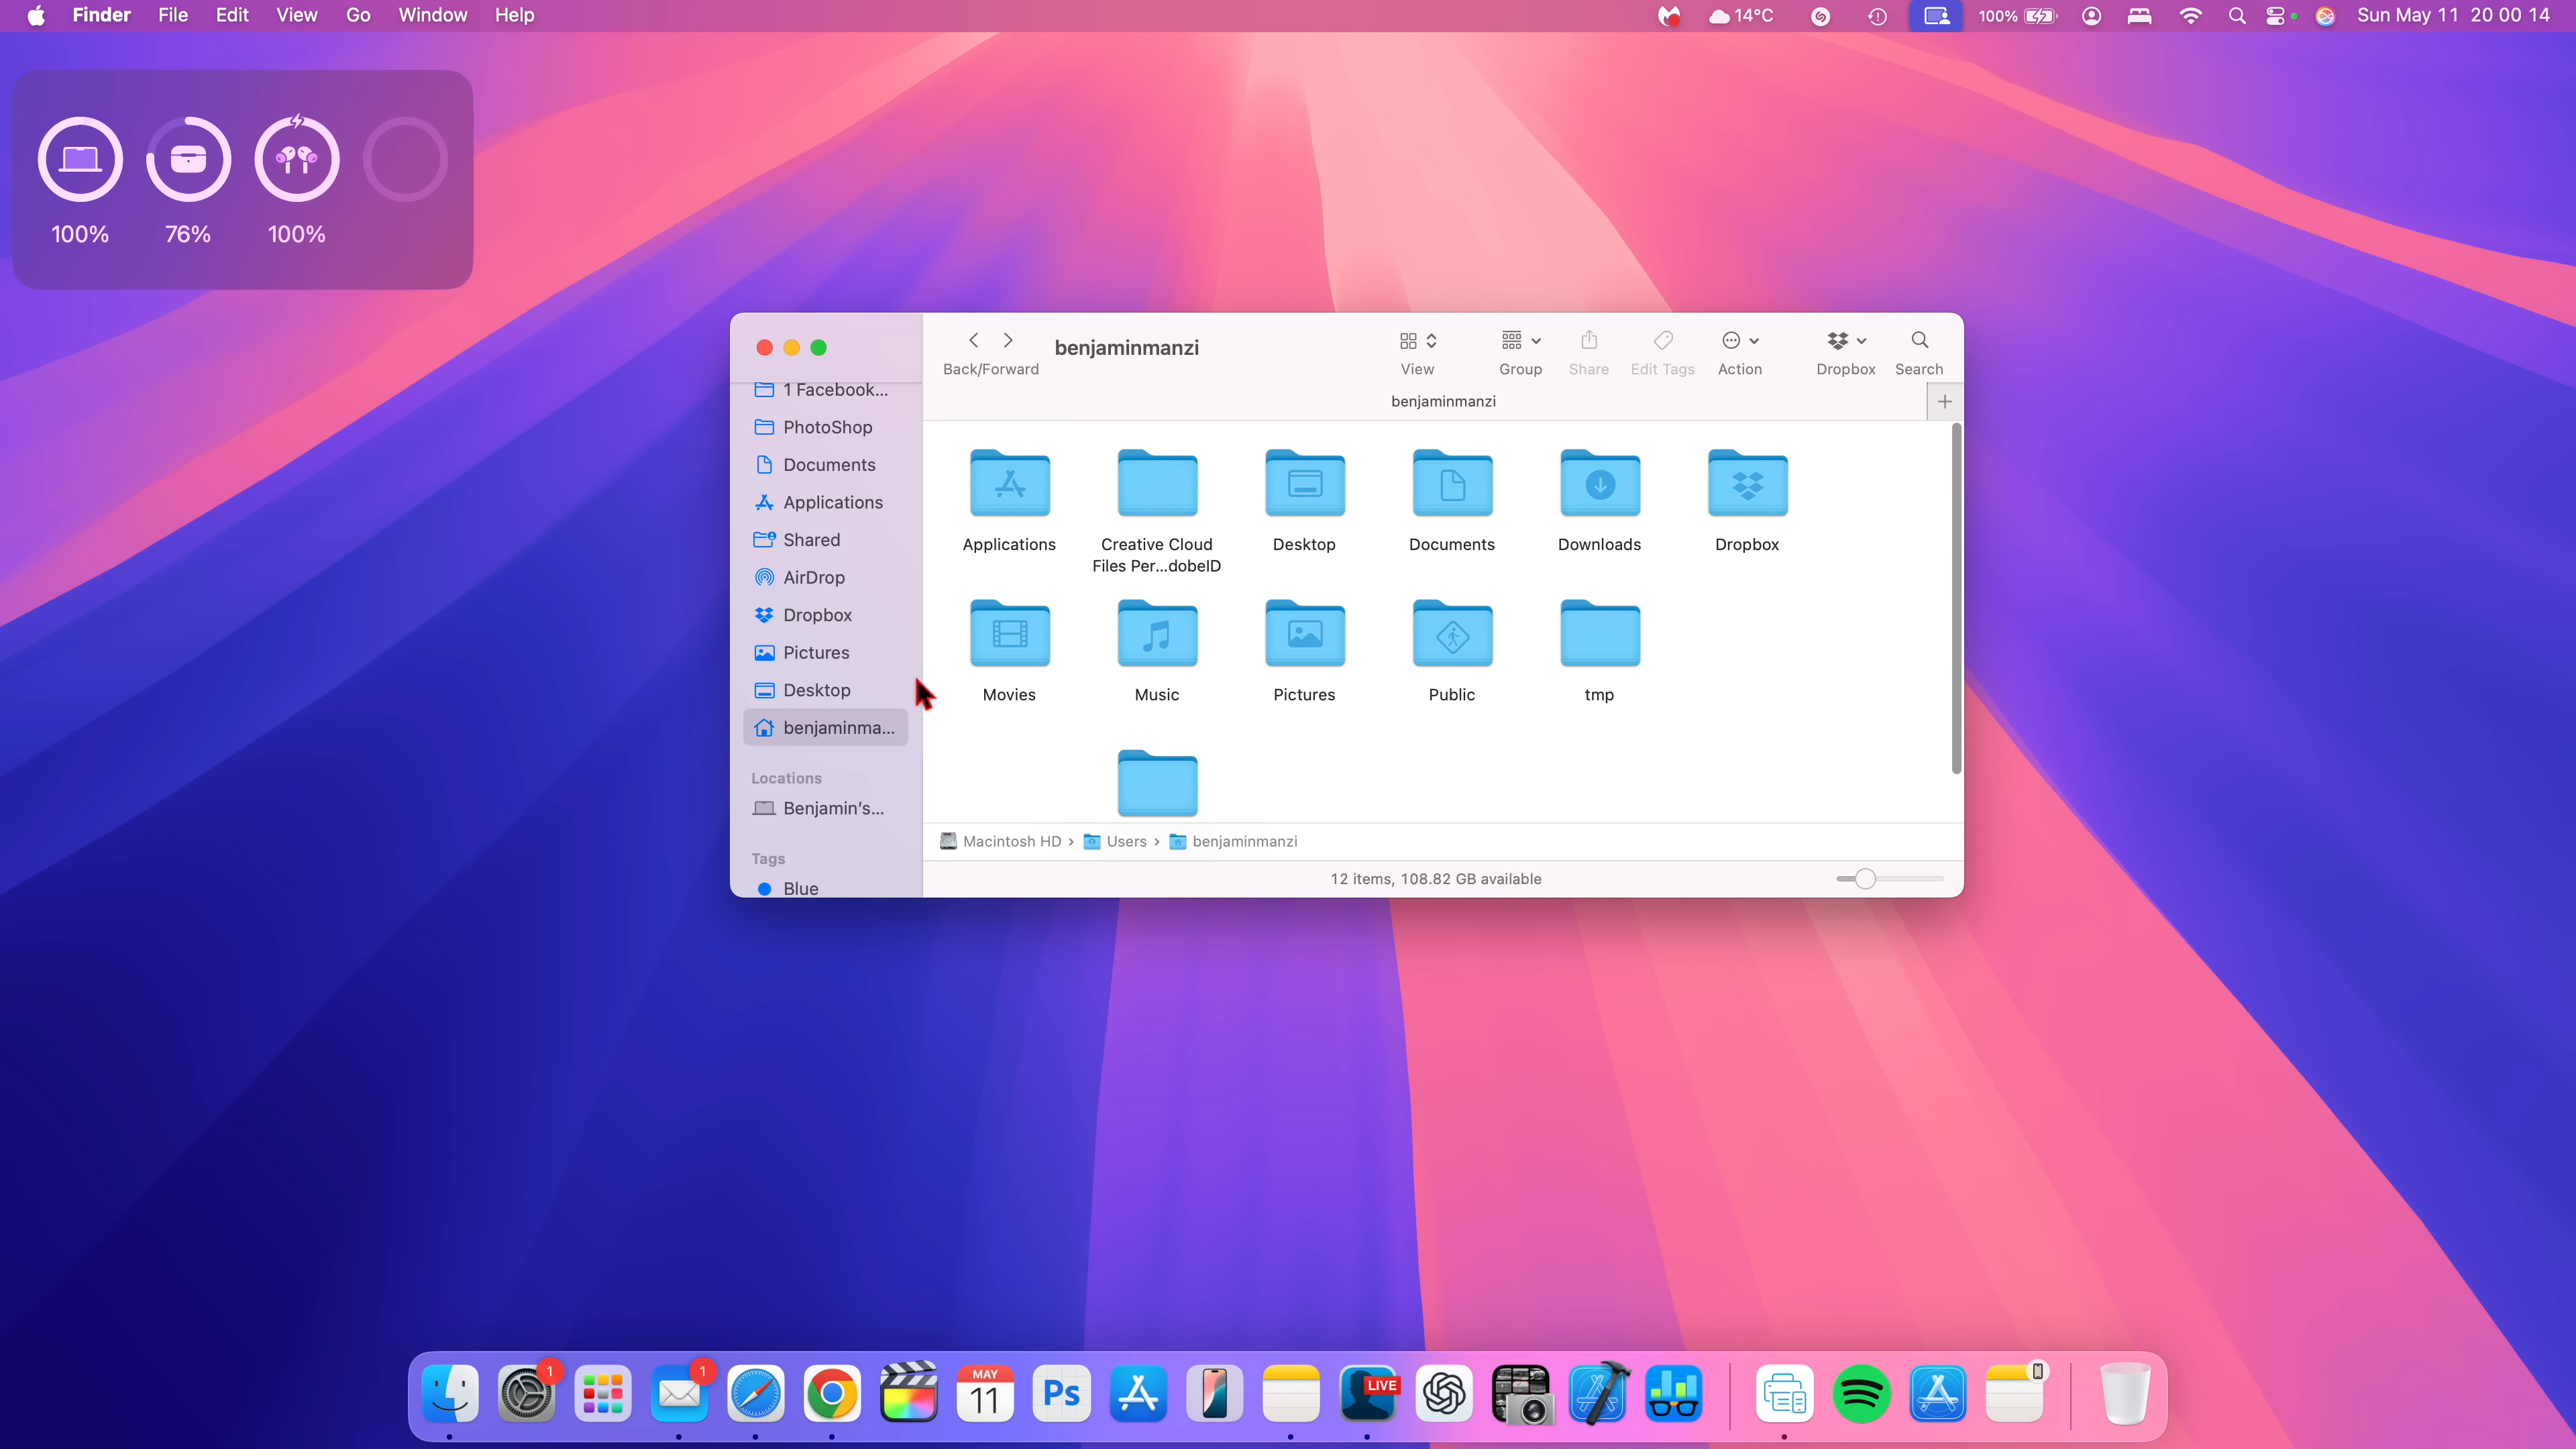 Finder File Edit View Go Window Help 14°C 100% Sun May 11 20 00 14
100% 76% 100%
benjaminmanzi
Back/Forward View Group Share Edit Tags Action Dropbox Search
benjaminmanzi
1 Facebook...
PhotoShop
Documents
Applications
Shared
AirDrop
Dropbox
Pictures
Desktop
benjaminma...
Locations
Benjamin's...
Tags
Blue
Applications Creative Cloud Desktop Documents Downloads Dropbox
Files Per...dobeID
Movies Music Pictures Public tmp
Macintosh HD › Users › benjaminmanzi
12 items, 108.82 GB available
1 1 MAY LIVE
11 Ps